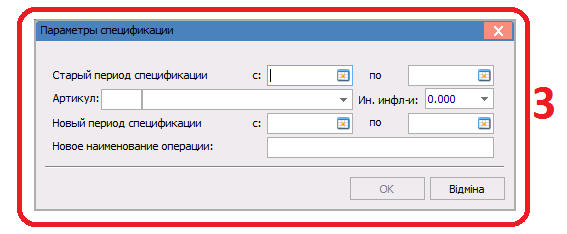 Параметры спецификации
Старый период спецификации с: по
Артикул: Ин. инфл-и: 0.000
Новый период спецификации с: по
Новое наименование операции:
OK Відміна
3